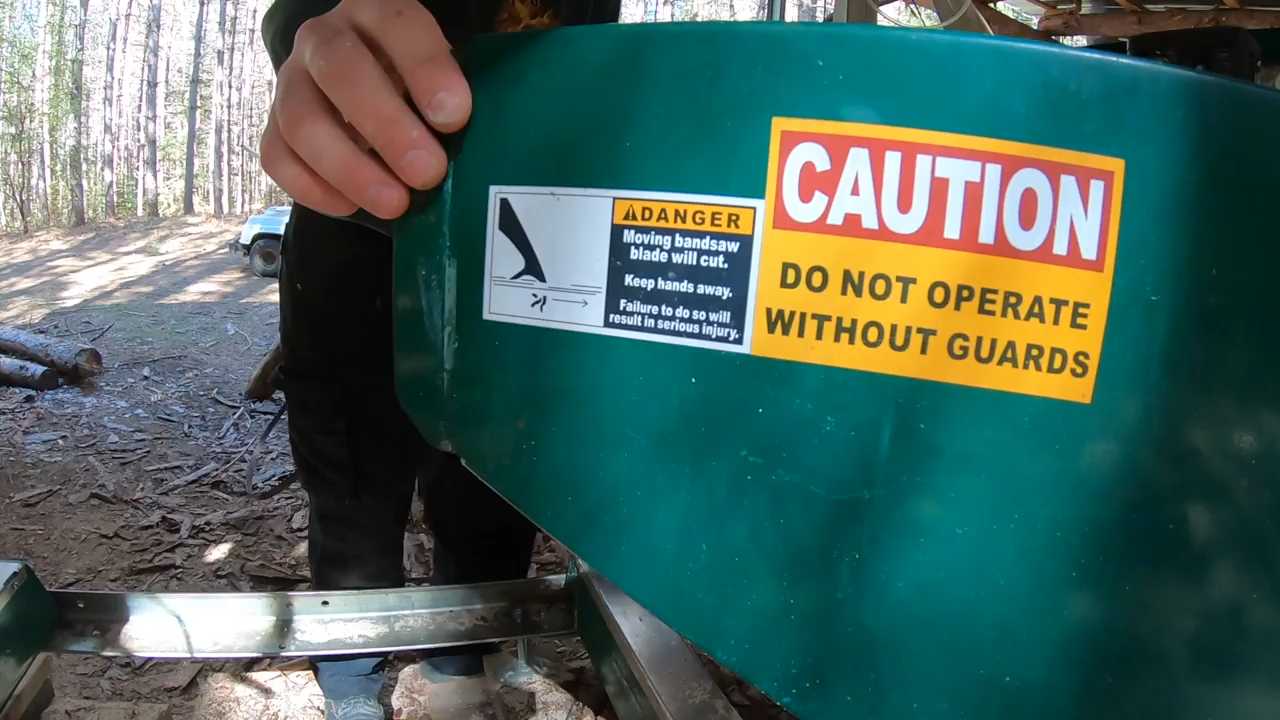 DANGER
Moving bandsaw
blade will cut.
Keep hands away.
Failure to do so will
result in serious injury.
CAUTION
DO NOT OPERATE
WITHOUT GUARDS